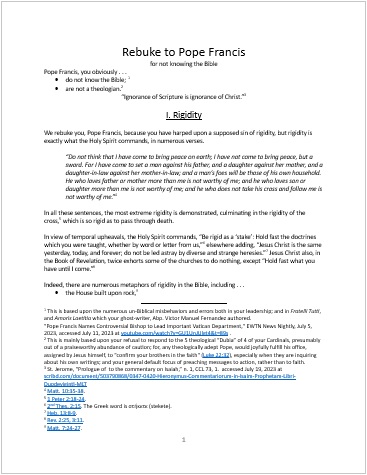 Rebuke to Pope Francis
for not knowing the Bible
Pope Francis, you obviously . . .
• do not know the Bible; ¹
• are not a theologian.²
"Ignorance of Scripture is ignorance of Christ."³
I. Rigidity
We rebuke you, Pope Francis, because you have harped upon a supposed sin of rigidity, but rigidity is
exactly what the Holy Spirit commands, in numerous verses.
"Do not think that I have come to bring peace on earth; I have not come to bring peace, but a
sword. For I have come to set a man against his father, and a daughter against her mother, and a
daughter-in-law against her mother-in-law; and a man's foes will be those of his own household.
He who loves father or mother more than me is not worthy of me; and he who loves son or
daughter more than me is not worthy of me; and he who does not take his cross and follow me is
not worthy of me."⁴
In all these sentences, the most extreme rigidity is demonstrated, culminating in the rigidity of the
cross,⁵ which is so rigid as to pass through death.
In view of temporal upheavals, the Holy Spirit commands, "Be rigid as a 'stake': Hold fast the doctrines
which you were taught, whether by word or letter from us,"⁶ elsewhere adding, "Jesus Christ is the same
yesterday, today, and forever; do not be led astray by diverse and strange heresies."⁷ Jesus Christ also, in
the Book of Revelation, twice exhorts some of the churches to do nothing, except "Hold fast what you
have until I come."⁸
Indeed, there are numerous metaphors of rigidity in the Bible, including . . .
• the House built upon rock,⁹
¹ This is based upon the numerous un-Biblical misbehaviors and errors both in your leadership; and in Fratelli Tutti,
and Amoris Laetitia which your ghost-writer, Abp. Victor Manuel Fernandez authored.
"Pope Francis Names Controversial Bishop to Lead Important Vatican Department," EWTN News Nightly, July 5,
2023, accessed July 11, 2023 at
² This is mainly based upon your refusal to respond to the 5 theological "Dubia" of 4 of your Cardinals, presumably
out of a praiseworthy abundance of caution; for, any theologically adept Pope, would joyfully fulfill his office,
assigned by Jesus himself, to "confirm your brothers in the faith" (Luke 22:32), especially when they are inquiring
about his own writings; and your general default focus of preaching the faith to nonbelievers.
³ St. Jerome, "Prologue of to the commentary on Isaiah", n. 1, CCL 73, 1. accessed July 19, 2023 at
scribd.com/document/503790868/0347-0420-Hieronymus-Commentariorum-In-Isaiam-Prophetam-Libri-
Duodeviginti-MLT
⁴ Matt. 10:35-38.
⁵ 1 Peter 2:18-24.
⁶ 2nd Thes. 2:15. The Greek word is στήκετε (stekete).
⁷ Heb. 13:8-9.
⁸ Rev. 2:25, 3:11.
⁹ Matt. 7:24-27.
1